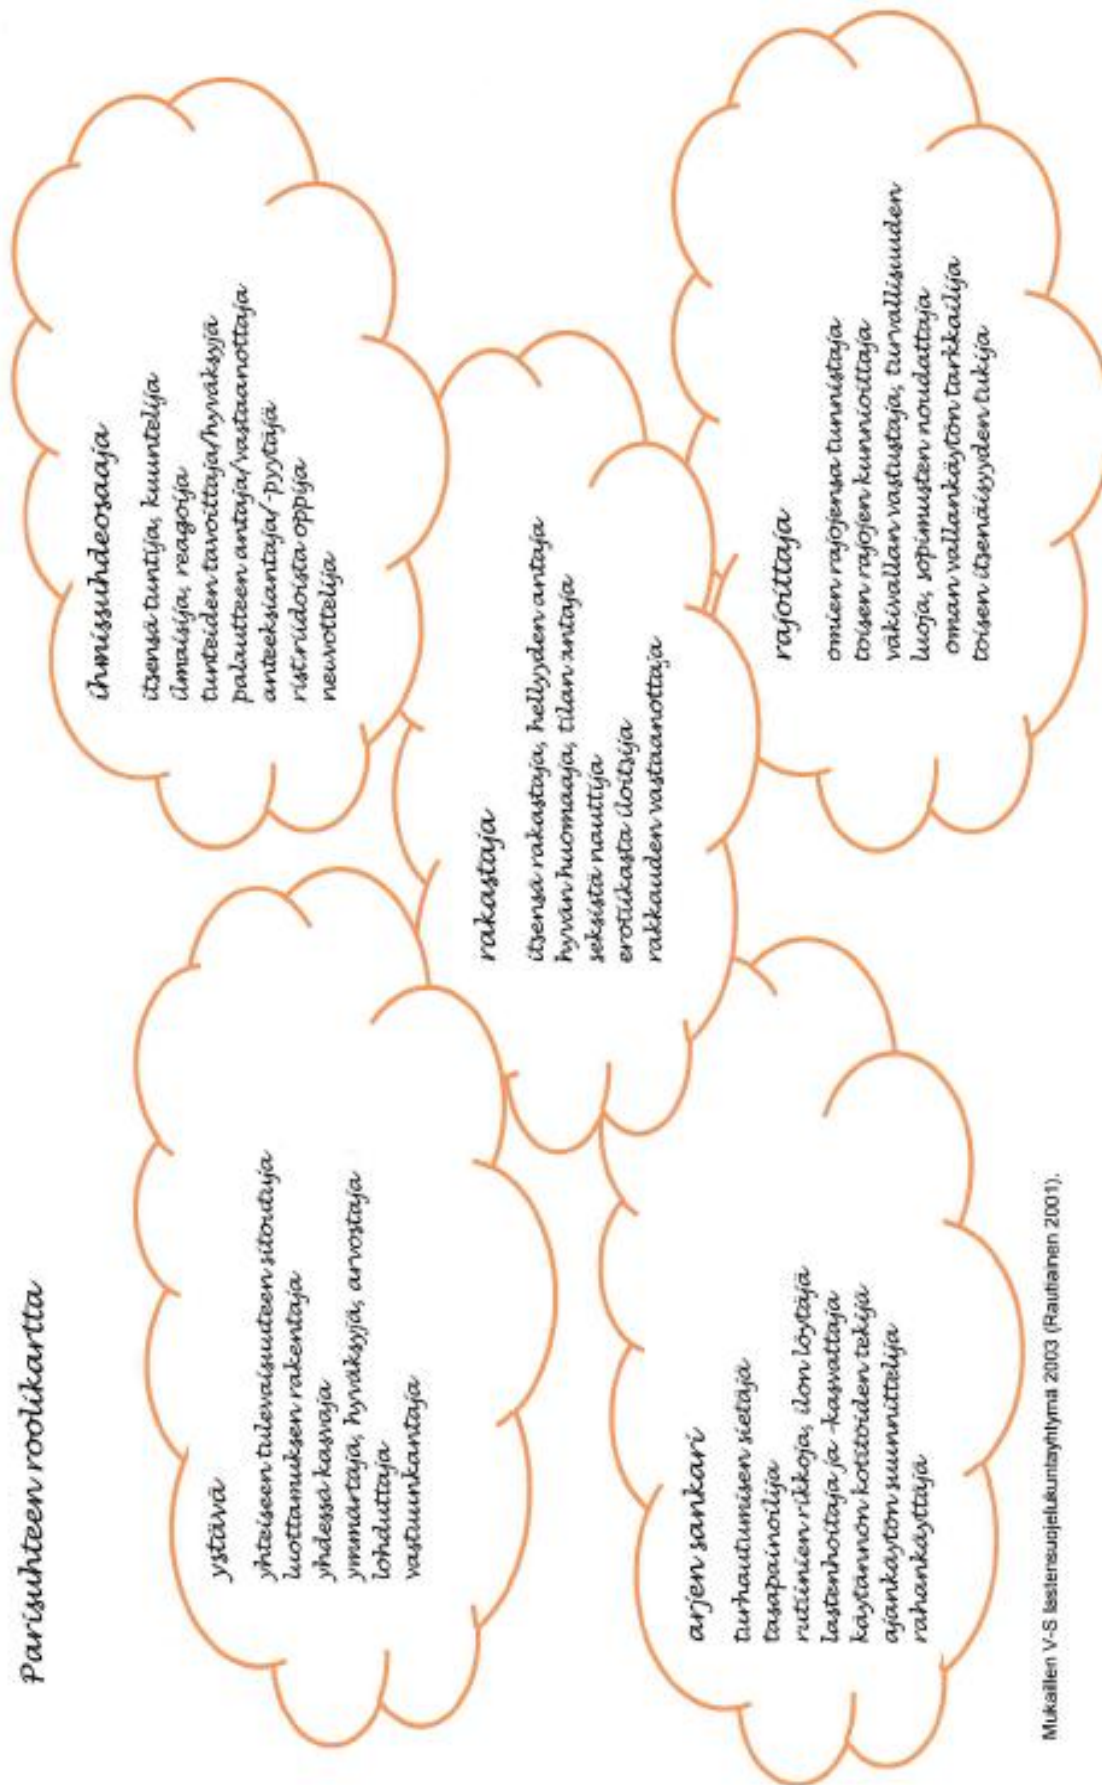 Parisuhteen roolikartta
ystävä
yhteiseen tulevaisuuteen sitoutuja
luottamuksen rakentaja
yhdessä kasvaja
ymmärtäjä, hyväksyjä, arvostaja
lohduttaja
vastuunkantaja
ihmissuhdeosaaja
itsensä tuntija, kuuntelija
ilmaisija, reagoija
tunteiden tavoittaja/hyväksyjä
palautteen antaja/vastaanottaja
anteeksiantaja/-pyytäjä
ristiriidoista oppija
neuvottelija
rakastaja
itsensä rakastaja, hellyyden antaja
hyvän huomaaja, tilan antaja
seksistä nauttija
erotiikasta iloitsija
rakkauden vastaanottaja
arjen sankari
turhautumisen sietäjä
tasapainoilija
rutiinien rikkoja, ilon löytäjä
lastenhoitaja ja -kasvattaja
käytännön kotitöiden tekijä
ajankäytön suunnittelija
rahankäyttäjä
rajoittaja
omien rajojensa tunnistaja
toisen rajojen kunnioittaja
väkivallan vastustaja, turvallisuuden
luoja, sopimusten noudattaja
oman vallankäytön tarkkailija
toisen itsenäisyyden tukija
Mukaillen V-S lastensuojelukuntayhtymä 2003 (Rautiainen 2001).